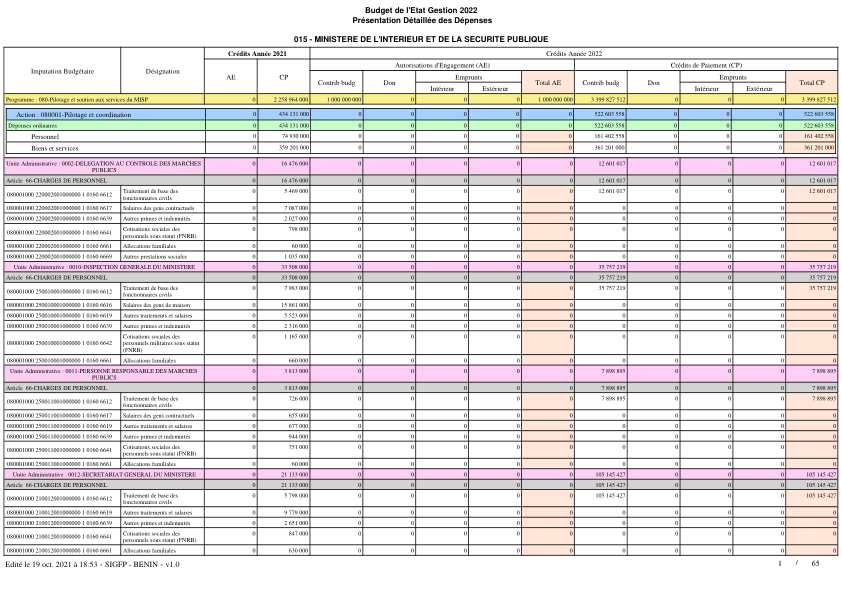 Budget de l'Etat Gestion 2022
Présentation Détaillée des Dépenses
015 - MINISTERE DE L'INTERIEUR ET DE LA SECURITE PUBLIQUE
Imputation Budgétaire Désignation Crédits Année 2021 Crédits Année 2022
AE CP Autorisations d'Engagement (AE) Crédits de Paiement (CP)
Contrib budg Don Emprunts Total AE Contrib budg Don Emprunts Total CP
Intérieur Extérieur Intérieur Extérieur
Programme : 080-Pilotage et soutien aux services du MISP 0 2 258 964 000 1 000 000 000 0 0 0 1 000 000 000 3 399 827 512 0 0 0 3 399 827 512
Action : 080001-Pilotage et coordination 0 434 131 000 0 0 0 0 0 522 603 558 0 0 0 522 603 558
Dépenses ordinaires 0 434 131 000 0 0 0 0 0 522 603 558 0 0 0 522 603 558
Personnel 0 74 930 000 0 0 0 0 0 161 402 558 0 0 0 161 402 558
Biens et services 0 359 201 000 0 0 0 0 0 361 201 000 0 0 0 361 201 000
Unite Administrative : 0002-DELEGATION AU CONTROLE DES MARCHES 0 16 476 000 0 0 0 0 0 12 601 017 0 0 0 12 601 017
PUBLICS
Article 66-CHARGES DE PERSONNEL 0 16 476 000 0 0 0 0 0 12 601 017 0 0 0 12 601 017
080001000 2200020010000000 1 0160 6612 Traitement de base des 0 5 469 000 0 0 0 0 0 12 601 017 0 0 0 12 601 017
fonctionnaires civils
080001000 2200020010000000 1 0160 6617 Salaires des gens contractuels 0 7 087 000 0 0 0 0 0 0 0 0 0 0
080001000 2200020010000000 1 0160 6639 Autres primes et indemnités 0 2 027 000 0 0 0 0 0 0 0 0 0 0
080001000 2200020010000000 1 0160 6641 Cotisations sociales des 0 798 000 0 0 0 0 0 0 0 0 0 0
personnels sous statut (FNRB)
080001000 2200020010000000 1 0160 6661 Allocations familiales 0 60 000 0 0 0 0 0 0 0 0 0 0
080001000 2200020010000000 1 0160 6669 Autres prestations sociales 0 1 035 000 0 0 0 0 0 0 0 0 0 0
Unite Administrative : 0010-INSPECTION GENERALE DU MINISTERE 0 33 508 000 0 0 0 0 0 35 757 219 0 0 0 35 757 219
Article 66-CHARGES DE PERSONNEL 0 33 508 000 0 0 0 0 0 35 757 219 0 0 0 35 757 219
080001000 2500100010000000 1 0160 6612 Traitement de base des 0 7 983 000 0 0 0 0 0 35 757 219 0 0 0 35 757 219
fonctionnaires civils
080001000 2500100010000000 1 0160 6616 Salaires des gens de maison 0 15 861 000 0 0 0 0 0 0 0 0 0 0
080001000 2500100010000000 1 0160 6619 Autres traitements et salaires 0 5 523 000 0 0 0 0 0 0 0 0 0 0
080001000 2500100010000000 1 0160 6639 Autres primes et indemnités 0 2 316 000 0 0 0 0 0 0 0 0 0 0
080001000 2500100010000000 1 0160 6642 Cotisations sociales des 0 1 165 000 0 0 0 0 0 0 0 0 0 0
personnels militaires sous statut
(FNRB)
080001000 2500100010000000 1 0160 6661 Allocations familiales 0 660 000 0 0 0 0 0 0 0 0 0 0
Unite Administrative : 0011-PERSONNE RESPONSABLE DES MARCHES 0 3 813 000 0 0 0 0 0 7 898 895 0 0 0 7 898 895
PUBLICS
Article 66-CHARGES DE PERSONNEL 0 3 813 000 0 0 0 0 0 7 898 895 0 0 0 7 898 895
080001000 2500110010000000 1 0160 6612 Traitement de base des 0 726 000 0 0 0 0 0 7 898 895 0 0 0 7 898 895
fonctionnaires civils
080001000 2500110010000000 1 0160 6617 Salaires des gens contractuels 0 655 000 0 0 0 0 0 0 0 0 0 0
080001000 2500110010000000 1 0160 6619 Autres traitements et salaires 0 677 000 0 0 0 0 0 0 0 0 0 0
080001000 2500110010000000 1 0160 6639 Autres primes et indemnités 0 944 000 0 0 0 0 0 0 0 0 0 0
080001000 2500110010000000 1 0160 6641 Cotisations sociales des 0 751 000 0 0 0 0 0 0 0 0 0 0
personnels sous statut (FNRB)
080001000 2500110010000000 1 0160 6661 Allocations familiales 0 60 000 0 0 0 0 0 0 0 0 0 0
Unite Administrative : 0012-SECRETARIAT GENERAL DU MINISTERE 0 21 133 000 0 0 0 0 0 105 145 427 0 0 0 105 145 427
Article 66-CHARGES DE PERSONNEL 0 21 133 000 0 0 0 0 0 105 145 427 0 0 0 105 145 427
080001000 2100120010000000 1 0160 6612 Traitement de base des 0 5 798 000 0 0 0 0 0 105 145 427 0 0 0 105 145 427
fonctionnaires civils
080001000 2100120010000000 1 0160 6619 Autres traitements et salaires 0 9 779 000 0 0 0 0 0 0 0 0 0 0
080001000 2100120010000000 1 0160 6639 Autres primes et indemnités 0 2 651 000 0 0 0 0 0 0 0 0 0 0
080001000 2100120010000000 1 0160 6641 Cotisations sociales des 0 847 000 0 0 0 0 0 0 0 0 0 0
personnels sous statut (FNRB)
080001000 2100120010000000 1 0160 6661 Allocations familiales 0 630 000 0 0 0 0 0 0 0 0 0 0
Edité le 19 oct. 2021 à 18:53 - SIGFP - BENIN - v1.0 1 / 65